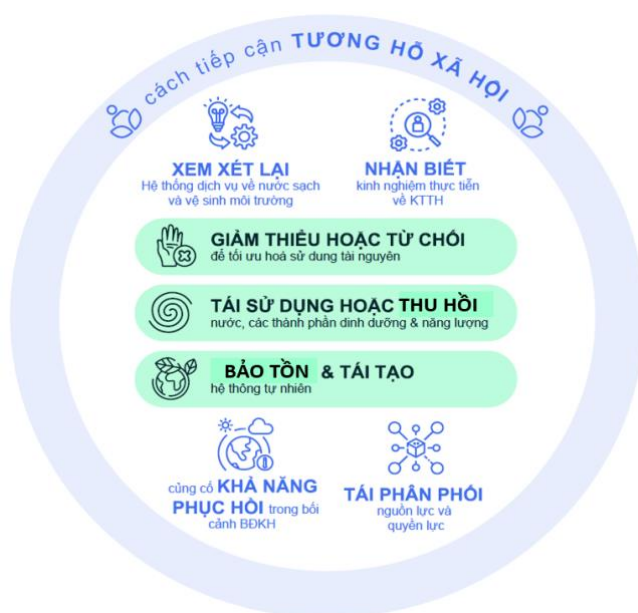 cách tiếp cận TƯƠNG HỖ XÃ HỘI
XEM XÉT LẠI
Hệ thống dịch vụ về nước sạch
và vệ sinh môi trường
NHẬN BIẾT
kinh nghiệm thực tiễn
về KTTH
GIẢM THIỂU HOẶC TỪ CHỐI
để tối ưu hoá sử dụng tài nguyên
TÁI SỬ DỤNG HOẶC THU HỒI
nước, các thành phần dinh dưỡng & năng lượng
BẢO TỒN & TÁI TẠO
hệ thông tự nhiên
củng cố KHẢ NĂNG
PHỤC HỒI trong bối
cảnh BĐKH
TÁI PHÂN PHỐI
nguồn lực và
quyền lực